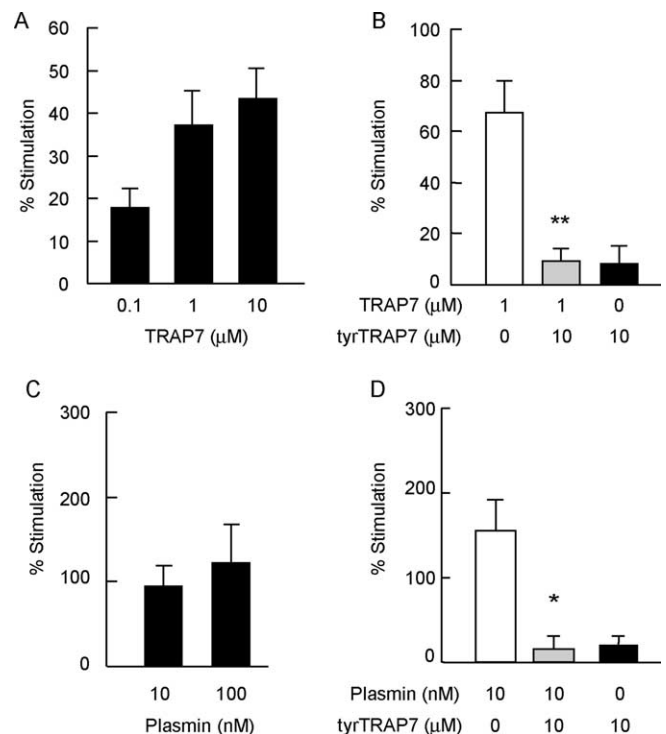 A
% Stimulation
60
50
40
30
20
10
0
0.1 1 10
TRAP7 (μM)
B
% Stimulation
100
80
60
40
20
0
**
TRAP7 (μM) 1 1 0
tyrTRAP7 (μM) 0 10 10
C
% Stimulation
300
200
100
0
10 100
Plasmin (nM)
D
% Stimulation
300
200
100
0
*
Plasmin (nM) 10 10 0
tyrTRAP7 (μM) 0 10 10